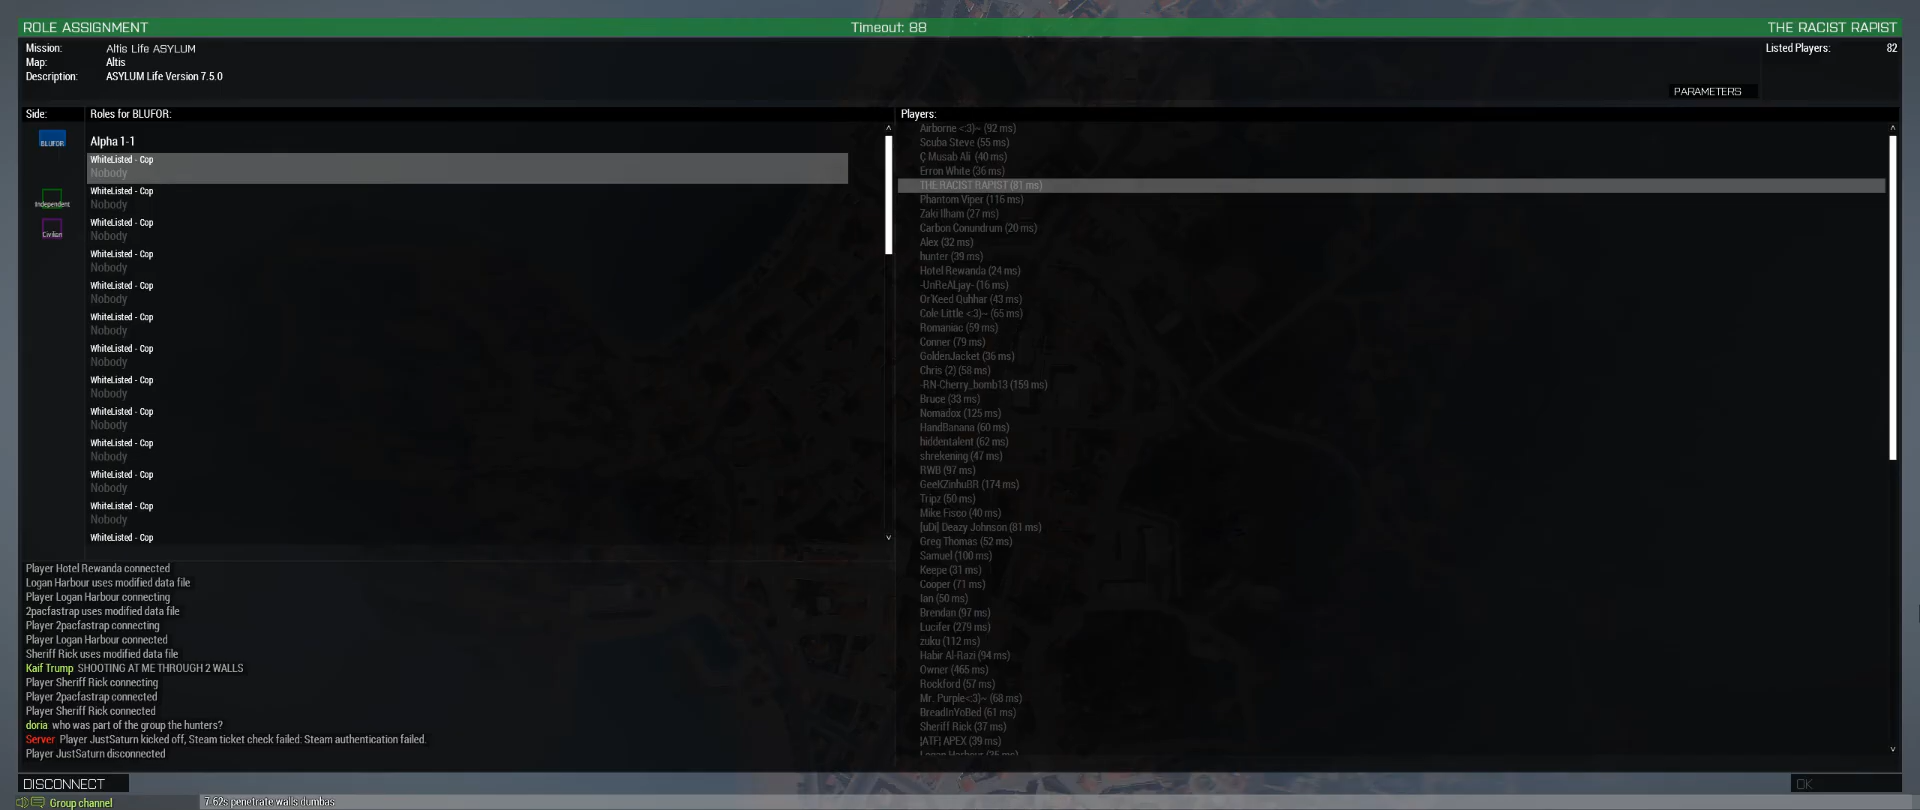 ROLE ASSIGNMENT
Timeout: 88
THE RACIST RAPIST
Mission: Altis Life ASYLUM
Map: Altis
Description: ASYLUM Life Version 7.5.0
Listed Players: 82
PARAMETERS
Side:
Roles for BLUFOR:
Players:
BLUFOR
Independent
Civilian
Alpha 1-1
WhiteListed - Cop
Nobody
WhiteListed - Cop
Nobody
WhiteListed - Cop
Nobody
WhiteListed - Cop
Nobody
WhiteListed - Cop
Nobody
WhiteListed - Cop
Nobody
WhiteListed - Cop
Nobody
WhiteListed - Cop
Nobody
WhiteListed - Cop
Nobody
WhiteListed - Cop
Nobody
WhiteListed - Cop
Nobody
WhiteListed - Cop
Nobody
WhiteListed - Cop
Airborne <:3)~ (92 ms)
Scuba Steve (55 ms)
Ç Musab Ali (40 ms)
Erron White (36 ms)
THE RACIST RAPIST (81 ms)
Phantom Viper (116 ms)
Zaki Ilham (27 ms)
Carbon Conundrum (20 ms)
Alex (32 ms)
hunter (39 ms)
Hotel Rewanda (24 ms)
-UnReALjay- (16 ms)
Or'Keed Quhhar (43 ms)
Cole Little <:3)~ (65 ms)
Romaniac (59 ms)
Conner (79 ms)
GoldenJacket (36 ms)
Chris (2) (58 ms)
-RN-Cherry_bomb13 (159 ms)
Bruce (33 ms)
Nomadox (125 ms)
HandBanana (60 ms)
hiddentalent (62 ms)
shrekening (47 ms)
RWB (97 ms)
GeeKZinhuBR (174 ms)
Tripz (50 ms)
Mike Fisco (40 ms)
[uDi] Deazy Johnson (81 ms)
Greg Thomas (52 ms)
Samuel (100 ms)
Keepe (31 ms)
Cooper (71 ms)
Ian (50 ms)
Brendan (97 ms)
Lucifer (279 ms)
zuku (112 ms)
Habir Al-Razi (94 ms)
Owner (465 ms)
Rockford (57 ms)
Mr. Purple<:3)~ (68 ms)
BreadInYoBed (61 ms)
Sheriff Rick (37 ms)
[ATF] APEX (39 ms)
Logan Harbour (35 ms)
Player Hotel Rewanda connected
Logan Harbour uses modified data file
Player Logan Harbour connecting
2pacfastrap uses modified data file
Player 2pacfastrap connecting
Player Logan Harbour connected
Sheriff Rick uses modified data file
Kaif Trump SHOOTING AT ME THROUGH 2 WALLS
Player Sheriff Rick connecting
Player 2pacfastrap connected
Player Sheriff Rick connected
doria who was part of the group the hunters?
Server Player JustSaturn kicked off, Steam ticket check failed: Steam authentication failed.
Player JustSaturn disconnected
DISCONNECT
OK
Group channel
7-62s penetrate walls dumbas